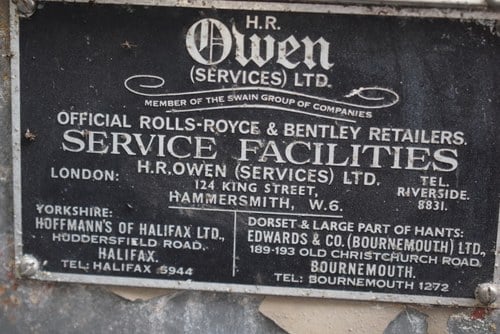 H.R.
Owen
(SERVICES) LTD.
MEMBER OF THE SWAIN GROUP OF COMPANIES
OFFICIAL ROLLS-ROYCE & BENTLEY RETAILERS.
SERVICE FACILITIES
LONDON: H.R.OWEN (SERVICES) LTD. TEL.
124 KING STREET, RIVERSIDE
HAMMERSMITH, W.6. 8831.
YORKSHIRE:
HOFFMANN'S OF HALIFAX LTD.,
HUDDERSFIELD ROAD,
HALIFAX.
TEL: HALIFAX 5944
DORSET & LARGE PART OF HANTS:
EDWARDS & CO. (BOURNEMOUTH) LTD.,
189-193 OLD CHRISTCHURCH ROAD
BOURNEMOUTH.
TEL: BOURNEMOUTH 1272